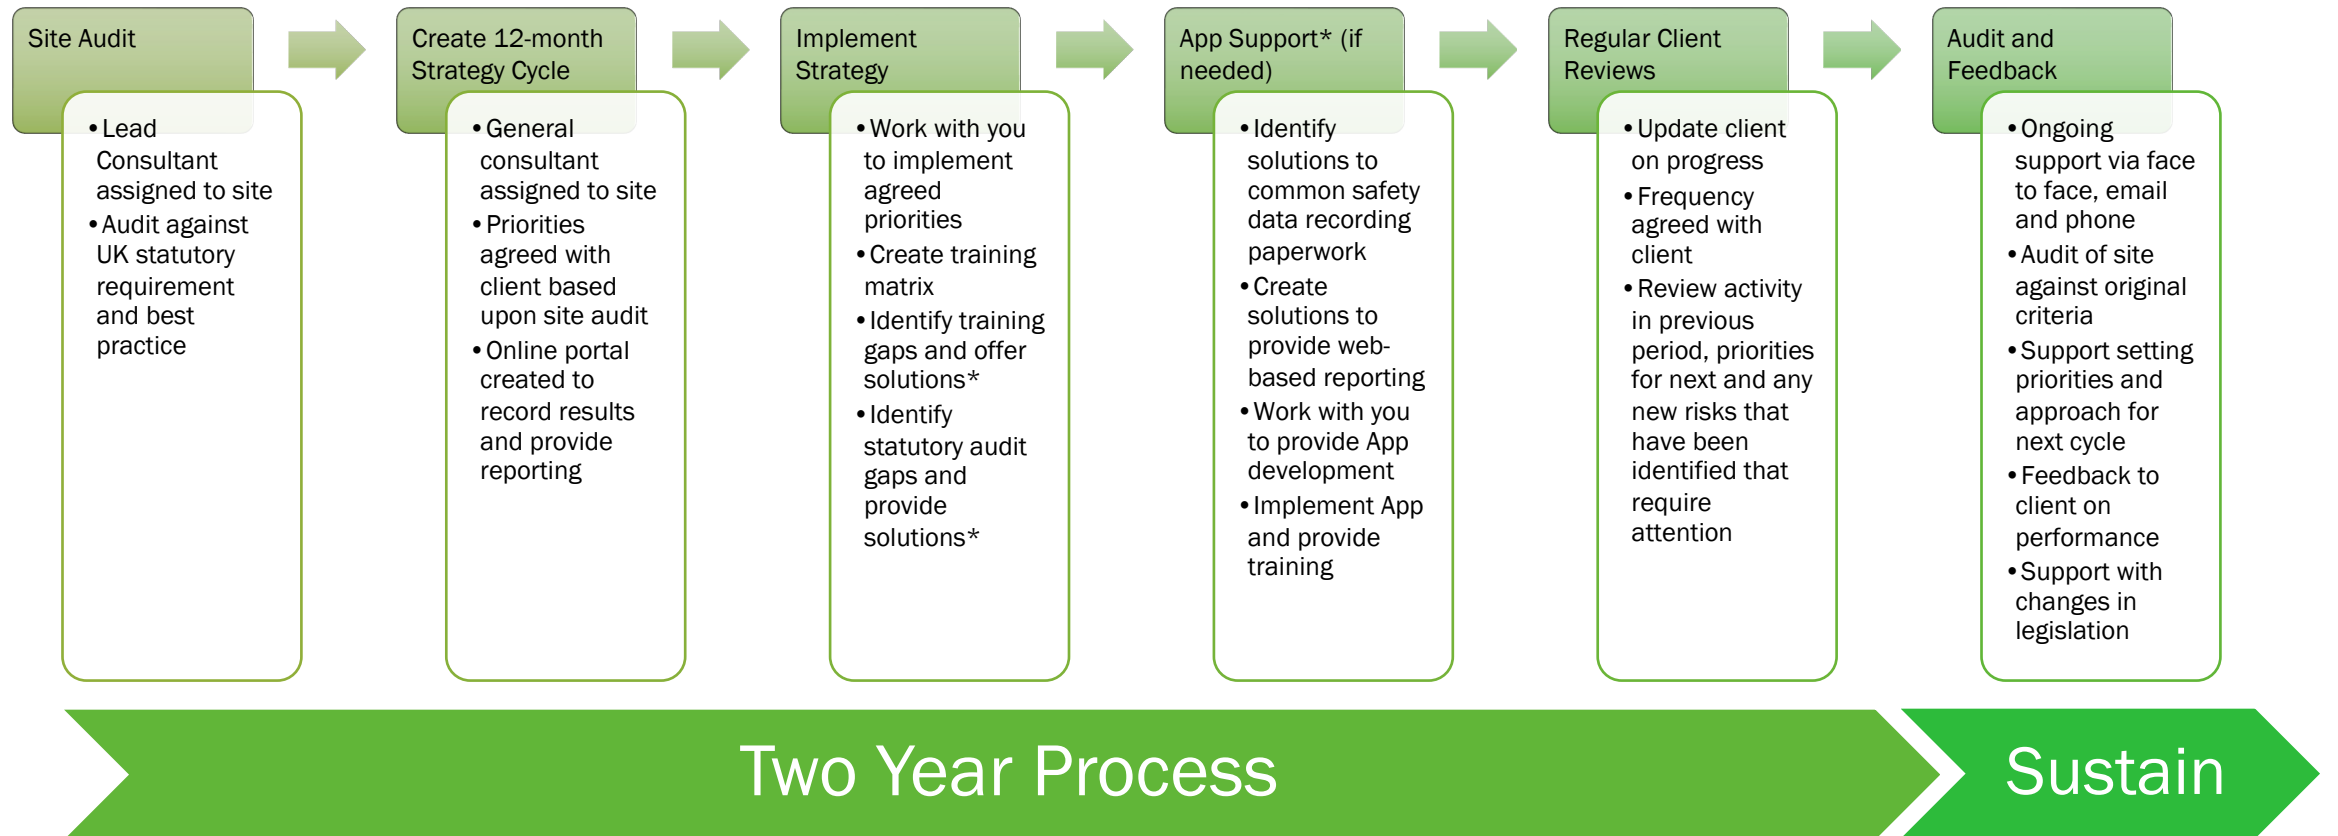 Site Audit
•Lead
Consultant
assigned to site
•Audit against
UK statutory
requirement
and best
practice
Create 12-month
Strategy Cycle
•General
consultant
assigned to site
•Priorities
agreed with
client based
upon site audit
•Online portal
created to
record results
and provide
reporting
Implement
Strategy
•Work with you
to implement
agreed
priorities
•Create training
matrix
•Identify training
gaps and offer
solutions*
•Identify
statutory audit
gaps and
provide
solutions*
App Support* (if
needed)
•Identify
solutions to
common safety
data recording
paperwork
•Create
solutions to
provide web-
based reporting
•Work with you
to provide App
development
•Implement App
and provide
training
Regular Client
Reviews
•Update client
on progress
•Frequency
agreed with
client
•Review activity
in previous
period, priorities
for next and any
new risks that
have been
identified that
require
attention
Audit and
Feedback
•Ongoing
support via face
to face, email
and phone
•Audit of site
against original
criteria
•Support setting
priorities and
approach for
next cycle
•Feedback to
client on
performance
•Support with
changes in
legislation
Two Year Process
Sustain